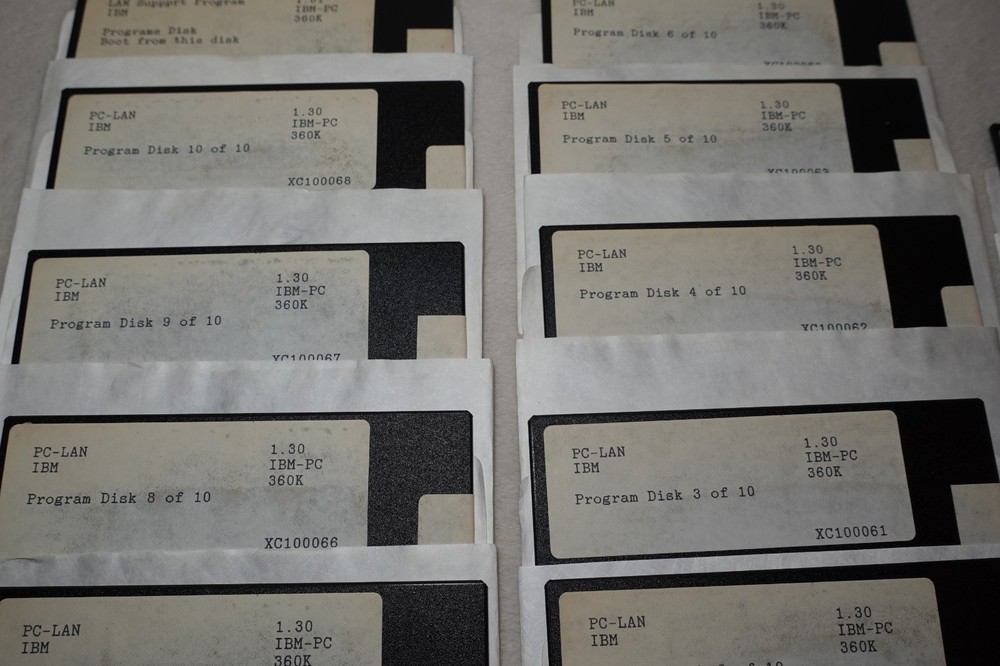 LAN Suppprt Program
IBM
IBM-PC
360K
Programs Disk
Boot from this disk
PC-LAN
IBM
1.30
IBM-PC
360K
Program Disk 10 of 10
XC100068
PC-LAN
IBM
1.30
IBM-PC
360K
Program Disk 9 of 10
XC100067
PC-LAN
IBM
1.30
IBM-PC
360K
Program Disk 8 of 10
XC100066
PC-LAN
IBM
1.30
IBM-PC
360K
IBM
1.30
IBM-PC
360K
Program Disk 6 of 10
PC-LAN
IBM
1.30
IBM-PC
360K
Program Disk 5 of 10
XC100063
PC-LAN
IBM
1.30
IBM-PC
360K
Program Disk 4 of 10
XC100062
PC-LAN
IBM
1.30
IBM-PC
360K
Program Disk 3 of 10
XC100061
PC-LAN
IBM
1.30
IBM-PC
360K